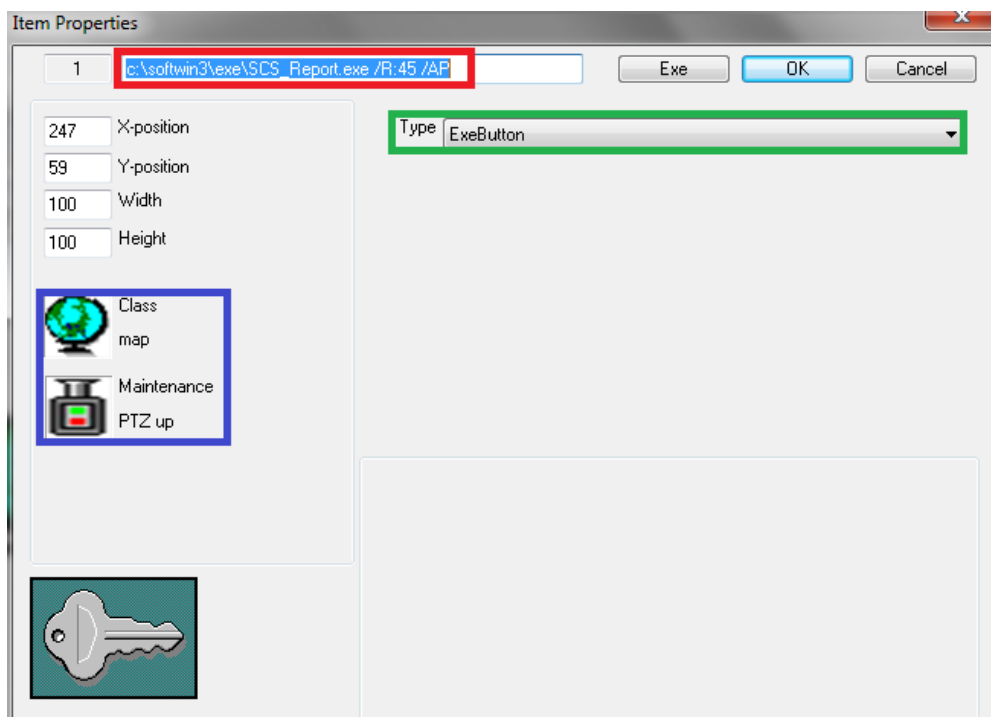 Item Properties
1 c:\softwin3\exe\SCS_Report.exe /R:45 /AP Exe OK Cancel
247 X-position
Type ExeButton
59 Y-position
100 Width
100 Height
Class
map
Maintenance
PTZ up